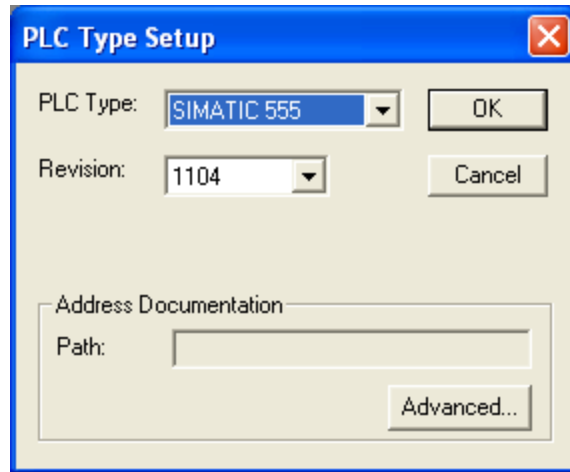 PLC Type Setup
PLC Type: SIMATIC 555 OK
Revision: 1104 Cancel
Address Documentation
Path:
Advanced...